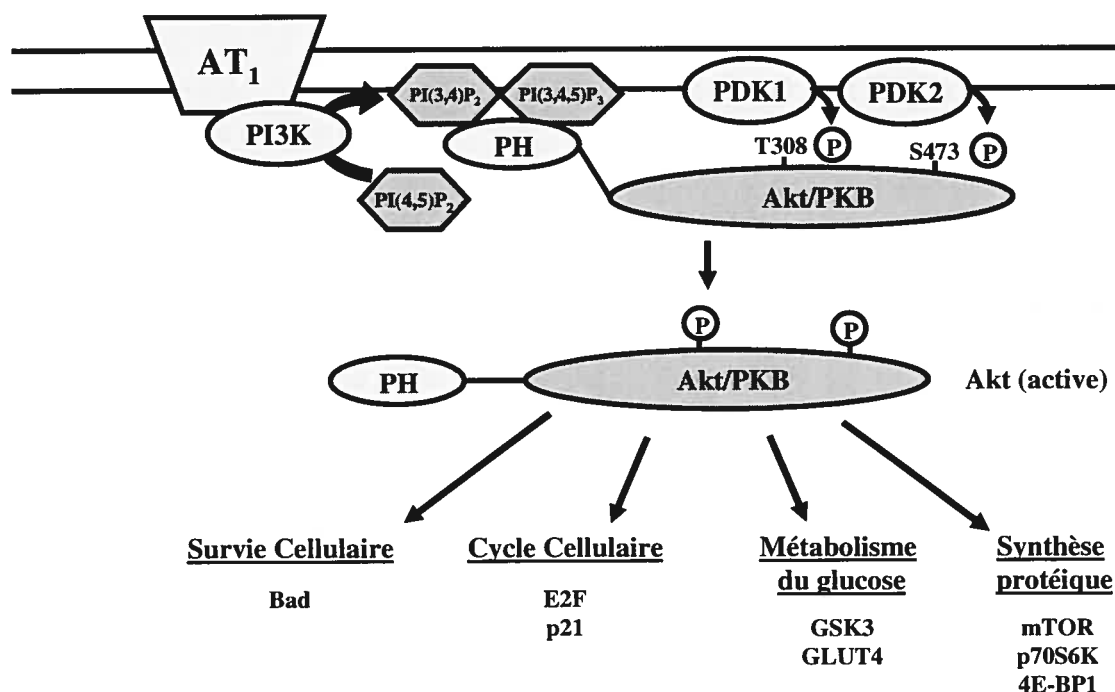 AT1
PI3K
PI(3,4)P2
PI(3,4,5)P3
PI(4,5)P2
PH
PDK1
PDK2
T308
P
S473
P
Akt/PKB
P
P
PH
Akt/PKB
Akt (active)
Survie Cellulaire
Bad
Cycle Cellulaire
E2F
p21
Métabolisme
du glucose
GSK3
GLUT4
Synthèse
protéique
mTOR
p70S6K
4E-BP1